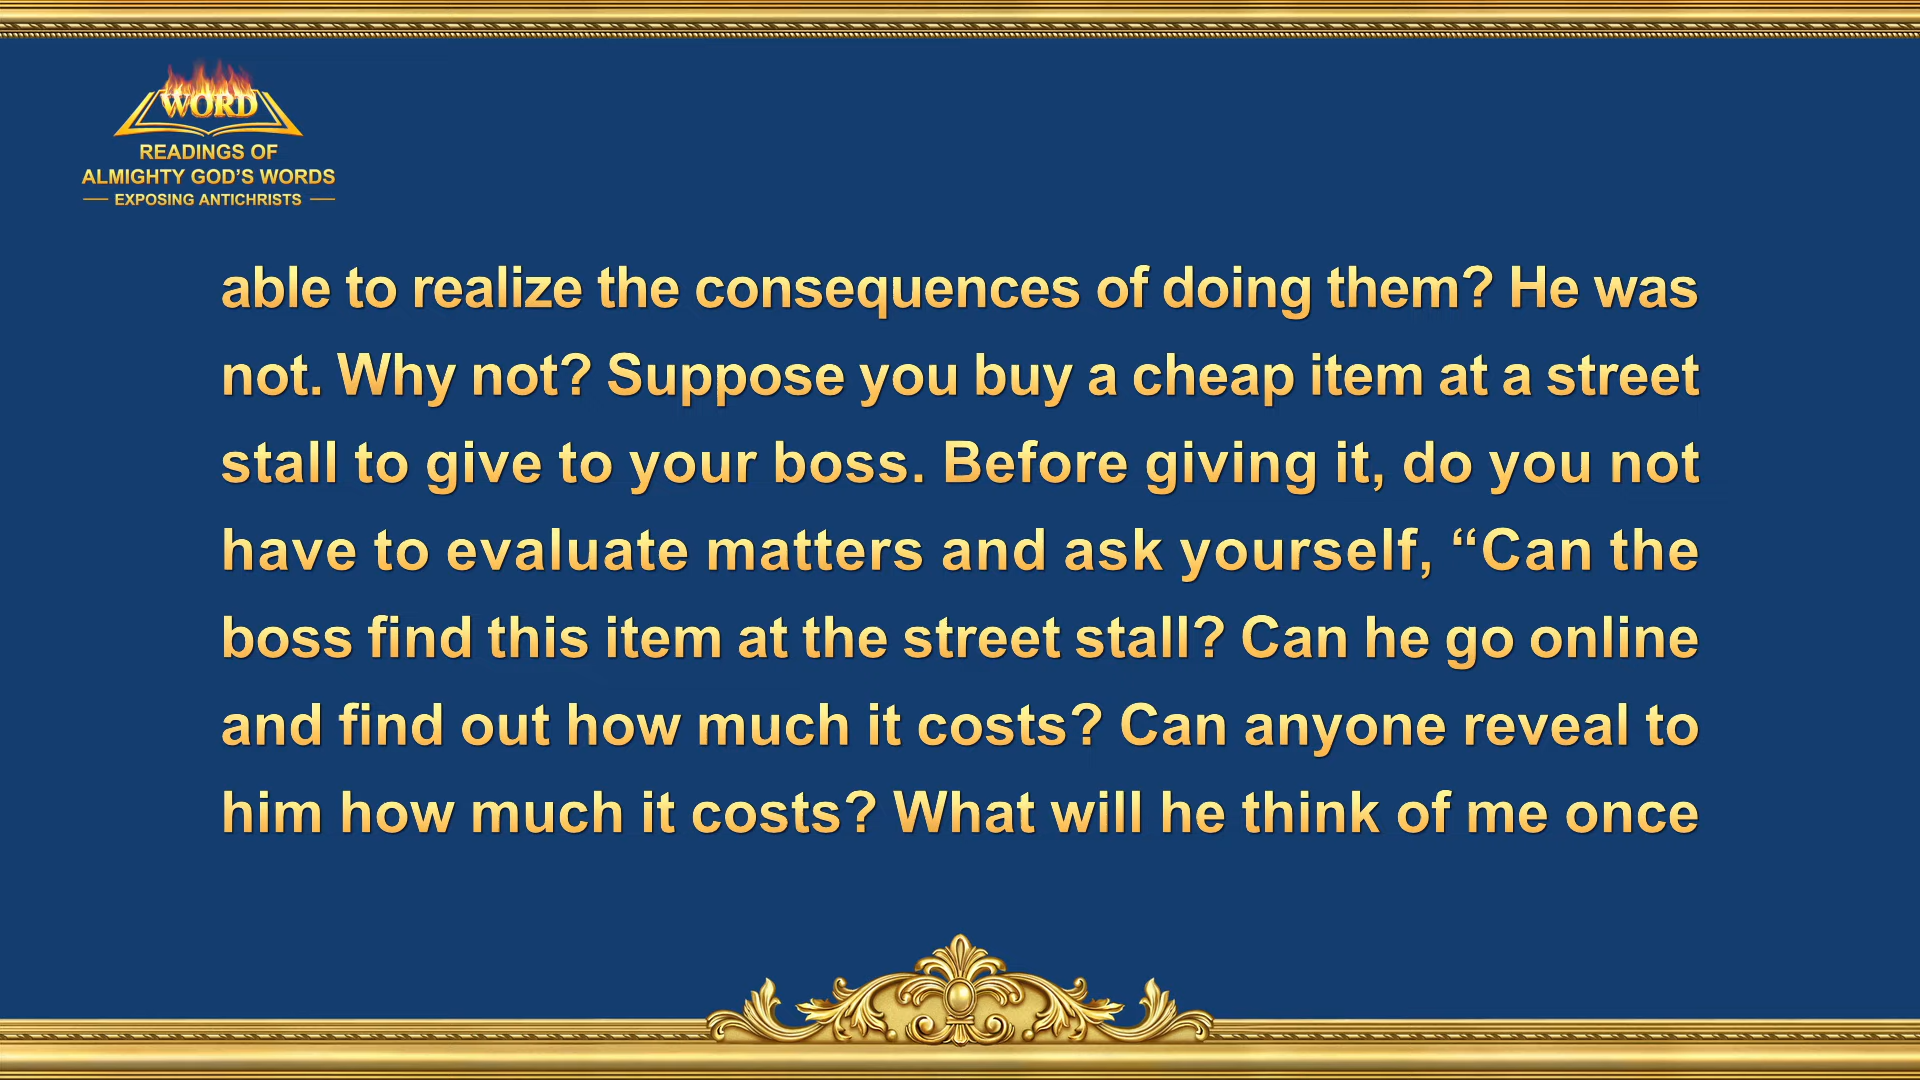 WORD
READINGS OF
ALMIGHTY GOD'S WORDS
EXPOSING ANTICHRISTS
able to realize the consequences of doing them? He was
not. Why not? Suppose you buy a cheap item at a street
stall to give to your boss. Before giving it, do you not
have to evaluate matters and ask yourself, “Can the
boss find this item at the street stall? Can he go online
and find out how much it costs? Can anyone reveal to
him how much it costs? What will he think of me once